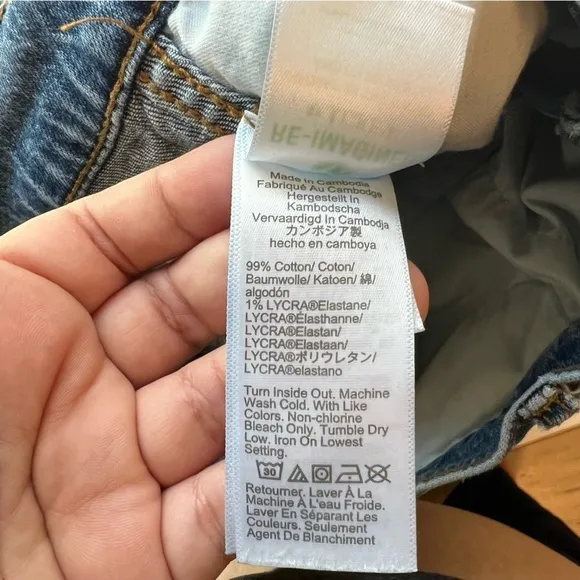 RE-IMAGINE
Made In Cambodia
Fabriqué Au Cambodge
Hergestellt In
Kambodscha
Vervaardigd In Cambodja
カンボジア製
hecho en camboya
99% Cotton/ Coton/
Baumwolle/ Katoen/ 綿/
algodón
1% LYCRA®Elastane/
LYCRA®Élasthanne/
LYCRA®Elastan/
LYCRA®Elastaan/
LYCRA®ポリウレタン/
LYCRA®elastano
Turn Inside Out. Machine
Wash Cold. With Like
Colors. Non-chlorine
Bleach Only. Tumble Dry
Low. Iron On Lowest
Setting.
30
Retourner. Laver À La
Machine À L'eau Froide.
Laver En Séparant Les
Couleurs. Seulement
Agent De Blanchiment